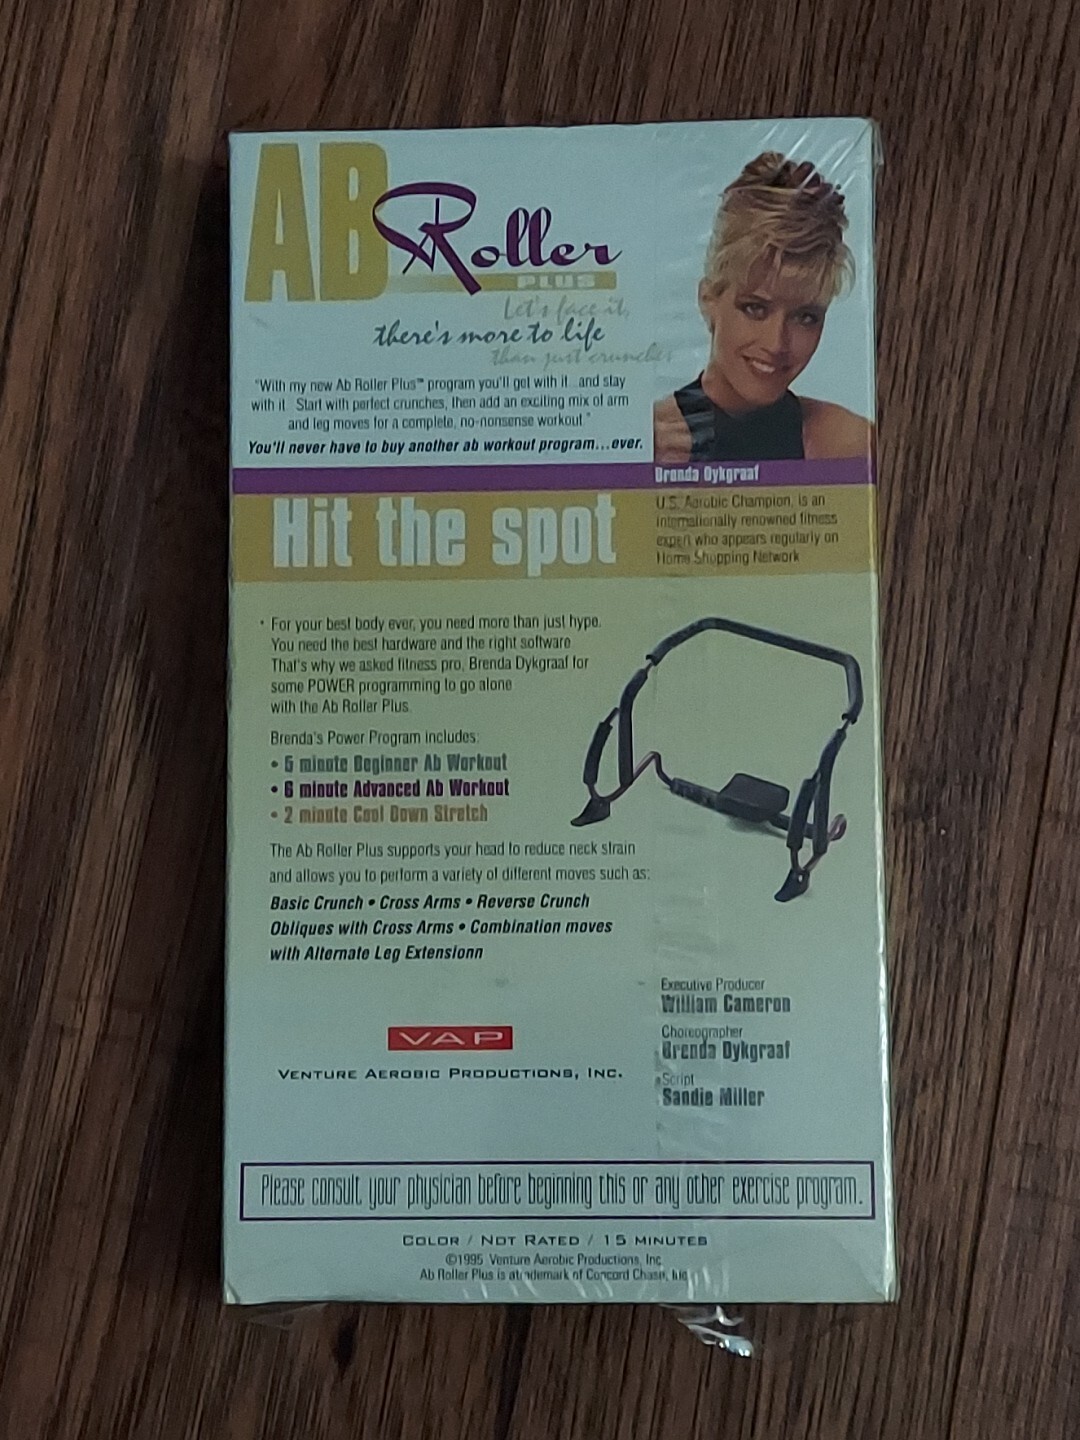 AB Roller
PLUS
Let's face it,
there's more to life
than just crunches
"With my new Ab Roller Plus™ program you'll get with it...and stay
with it. Start with perfect crunches, then add an exciting mix of arm
and leg moves for a complete, no-nonsense workout."
You'll never have to buy another ab workout program...ever.
Brenda Dykgraaf
Hit the spot
U.S. Aerobic Champion, is an
internationally renowned fitness
expert who appears regularly on
Home Shopping Network
• For your best body ever, you need more than just hype.
You need the best hardware and the right software
That's why we asked fitness pro, Brenda Dykgraaf for
some POWER programming to go alone
with the Ab Roller Plus.
Brenda's Power Program includes:
• 5 minute Beginner Ab Workout
• 6 minute Advanced Ab Workout
• 2 minute Cool Down Stretch
The Ab Roller Plus supports your head to reduce neck strain
and allows you to perform a variety of different moves such as:
Basic Crunch • Cross Arms • Reverse Crunch
Obliques with Cross Arms • Combination moves
with Alternate Leg Extensionn
Executive Producer
William Cameron
Choreographer
Brenda Dykgraaf
Script
Sandie Miller
VAP
VENTURE AEROBIC PRODUCTIONS, INC.
Please consult your physician before beginning this or any other exercise program.
COLOR / NOT RATED / 15 MINUTES
©1995 Venture Aerobic Productions, Inc.
Ab Roller Plus is a trademark of Concord Chase, Inc